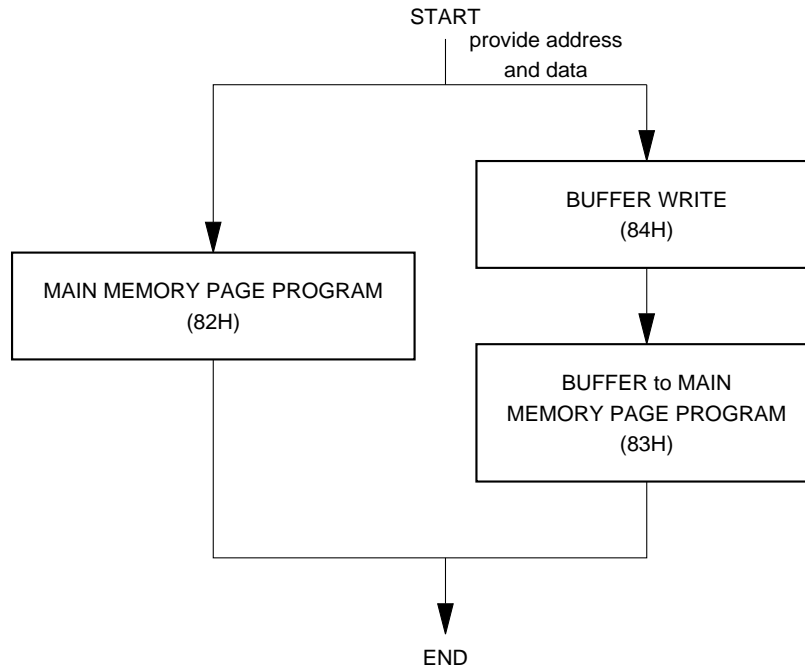 START
provide address
and data
BUFFER WRITE
(84H)
MAIN MEMORY PAGE PROGRAM
(82H)
BUFFER to MAIN
MEMORY PAGE PROGRAM
(83H)
END